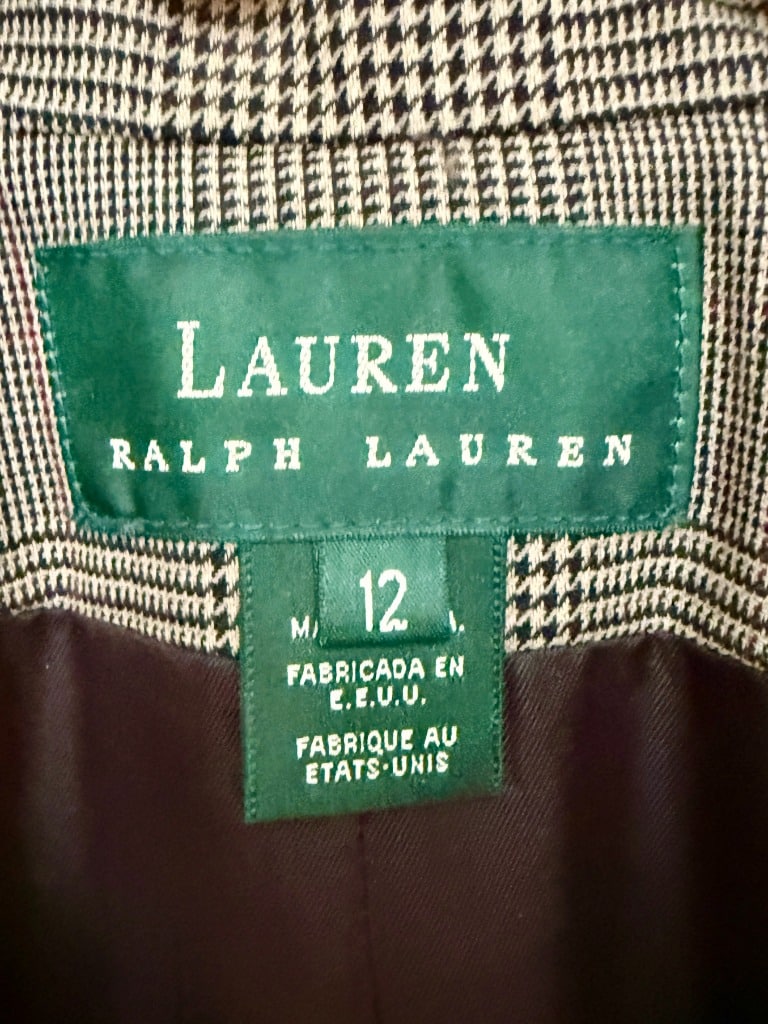 LAUREN
RALPH LAUREN
12
FABRICADA EN
E.E.U.U.
FABRIQUE AU
ETATS-UNIS